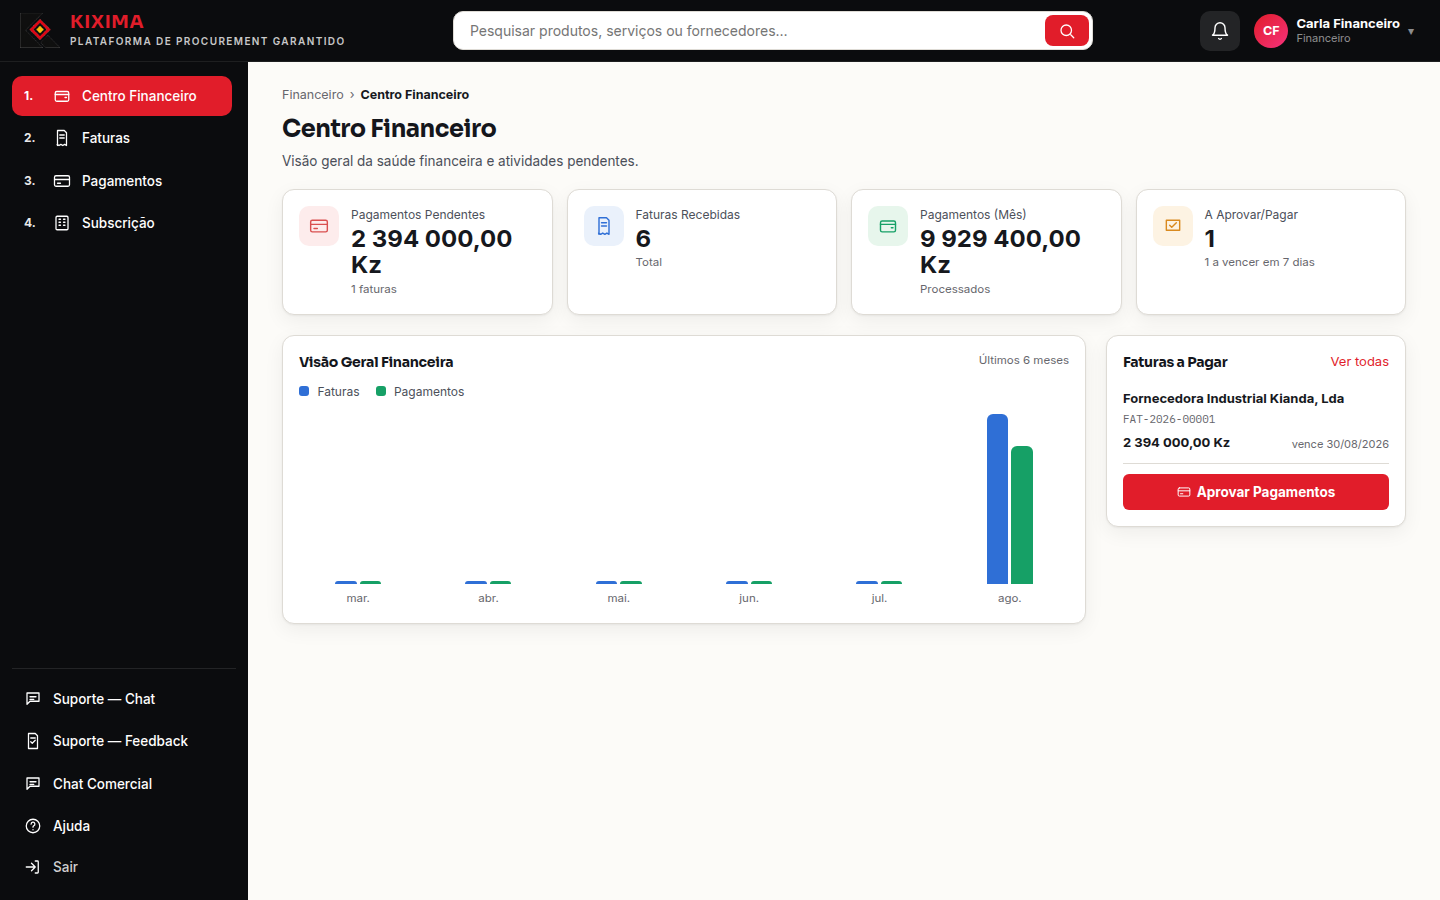 KIXIMA
PLATAFORMA DE PROCUREMENT GARANTIDO
Pesquisar produtos, serviços ou fornecedores...
CF
Carla Financeiro
Financeiro
1. Centro Financeiro
2. Faturas
3. Pagamentos
4. Subscrição
Suporte — Chat
Suporte — Feedback
Chat Comercial
Ajuda
Sair
Financeiro › Centro Financeiro
Centro Financeiro
Visão geral da saúde financeira e atividades pendentes.
Pagamentos Pendentes
2 394 000,00
Kz
1 faturas
Faturas Recebidas
6
Total
Pagamentos (Mês)
9 929 400,00
Kz
Processados
A Aprovar/Pagar
1
1 a vencer em 7 dias
Visão Geral Financeira
Últimos 6 meses
Faturas Pagamentos
mar. abr. mai. jun. jul. ago.
Faturas a Pagar
Ver todas
Fornecedora Industrial Kianda, Lda
FAT-2026-00001
2 394 000,00 Kz vence 30/08/2026
Aprovar Pagamentos